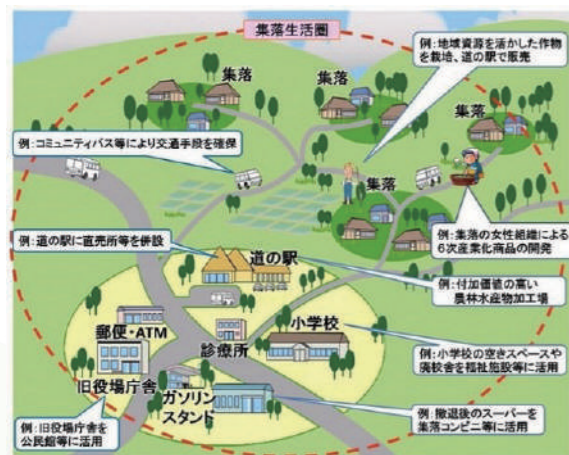 集落生活圏
例:地域資源を活かした作物
を栽培、道の駅で販売
集落
集落
集落
例:コミュニティバス等により交通手段を確保
集落
例:集落の女性組織による
6次産業化商品の開発
例:道の駅に直売所等を併設
道の駅
例:付加価値の高い
農林水産物加工場
郵便・ATM
診療所
小学校
例:小学校の空きスペースや
廃校舎を福祉施設等に活用
旧役場庁舎
ガソリン
スタンド
例:旧役場庁舎を
公民館等に活用
例:撤退後のスーパーを
集落コンビニ等に活用